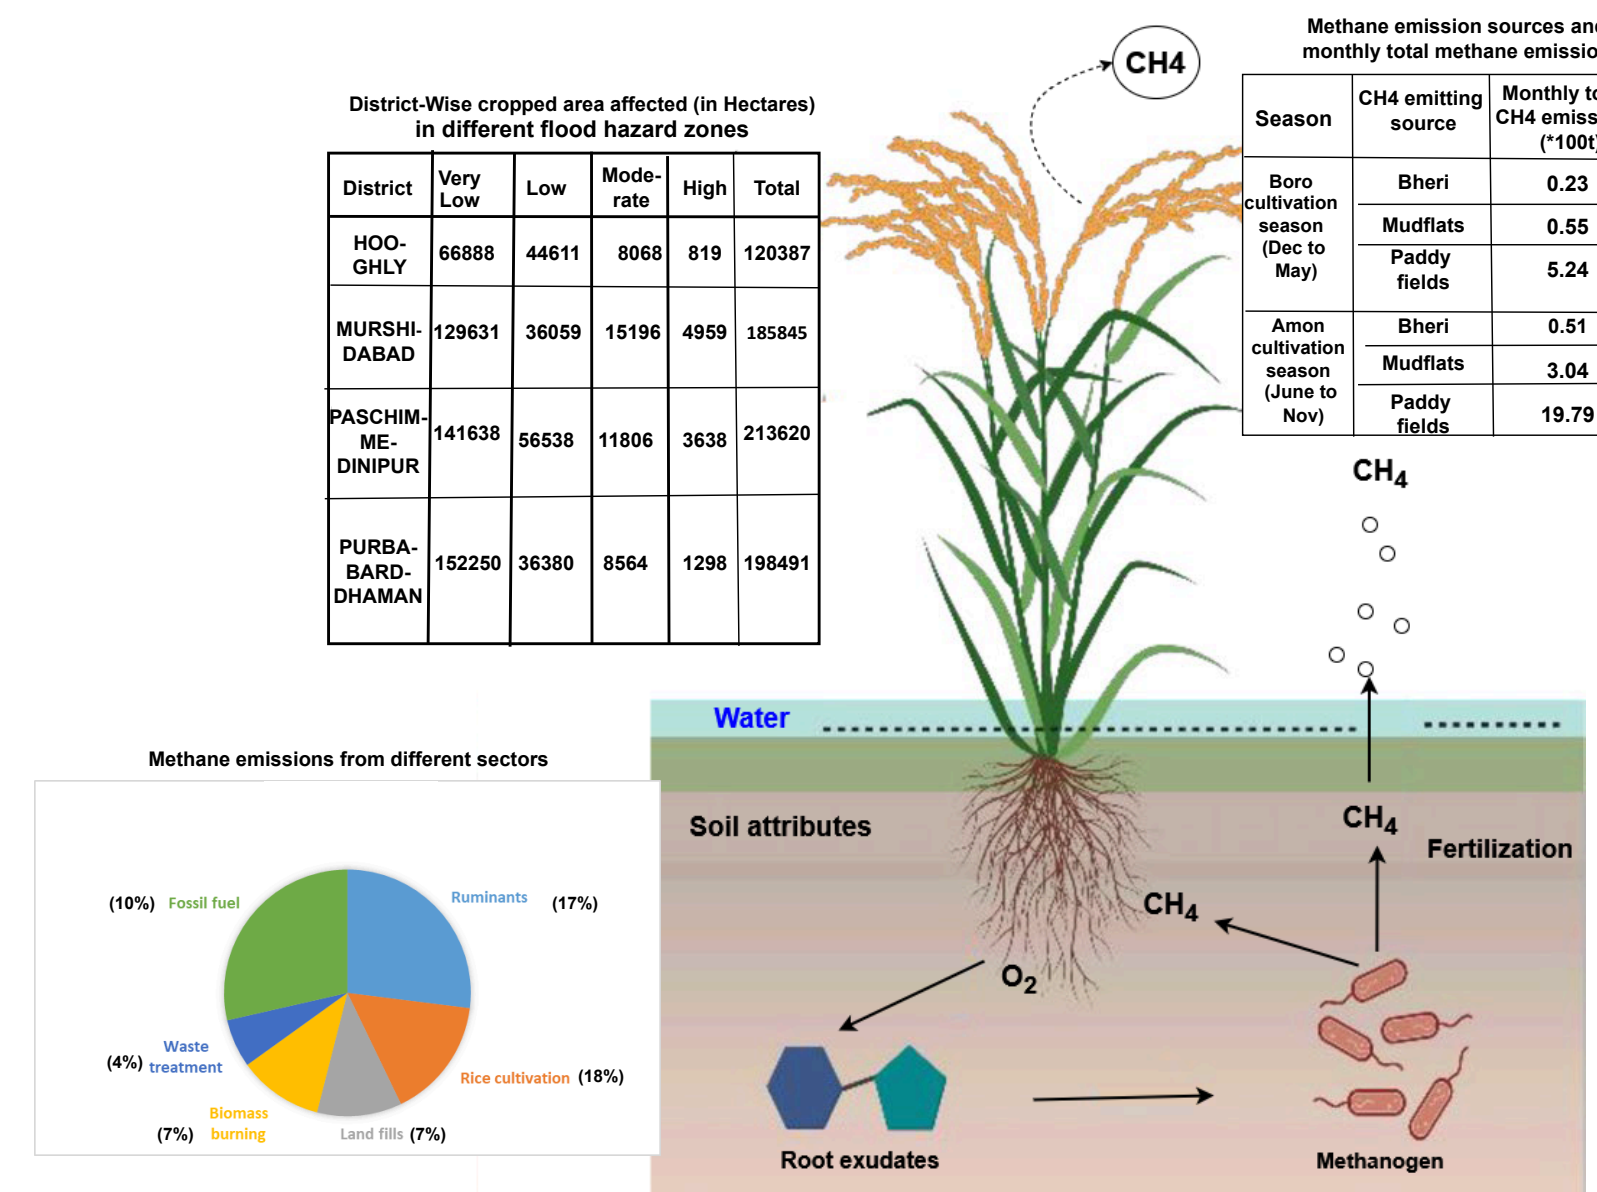 CH4
Methane emission sources and
monthly total methane emissio
Season
CH4 emitting
source
Monthly to
CH4 emiss
(*100t)
Boro
cultivation
season
(Dec to
May)
Bheri
0.23
Mudflats
0.55
Paddy
fields
5.24
Amon
cultivation
season
(June to
Nov)
Bheri
0.51
Mudflats
3.04
Paddy
fields
19.79
District-Wise cropped area affected (in Hectares)
in different flood hazard zones
District
Very
Low
Low
Mode-
rate
High
Total
HOO-
GHLY
66888
44611
8068
819
120387
MURSHI-
DABAD
129631
36059
15196
4959
185845
PASCHIM-
ME-
DINIPUR
141638
56538
11806
3638
213620
PURBA-
BARD-
DHAMAN
152250
36380
8564
1298
198491
CH4
Water
Soil attributes
CH4
Fertilization
CH4
O2
Root exudates
Methanogen
Methane emissions from different sectors
(10%) Fossil fuel
Ruminants (17%)
Waste
(4%) treatment
Rice cultivation (18%)
Biomass
(7%) burning
Land fills (7%)